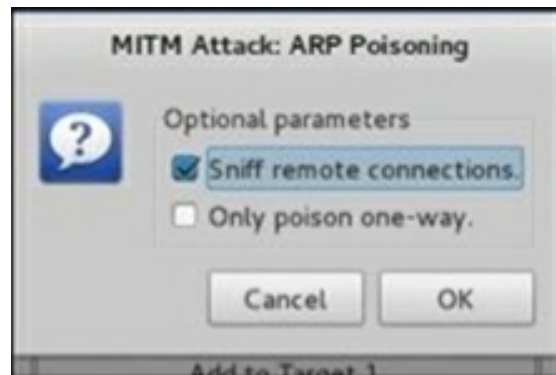 MITM Attack: ARP Poisoning
?
Optional parameters
Sniff remote connections.
Only poison one-way.
Cancel
OK
Add to Target 1